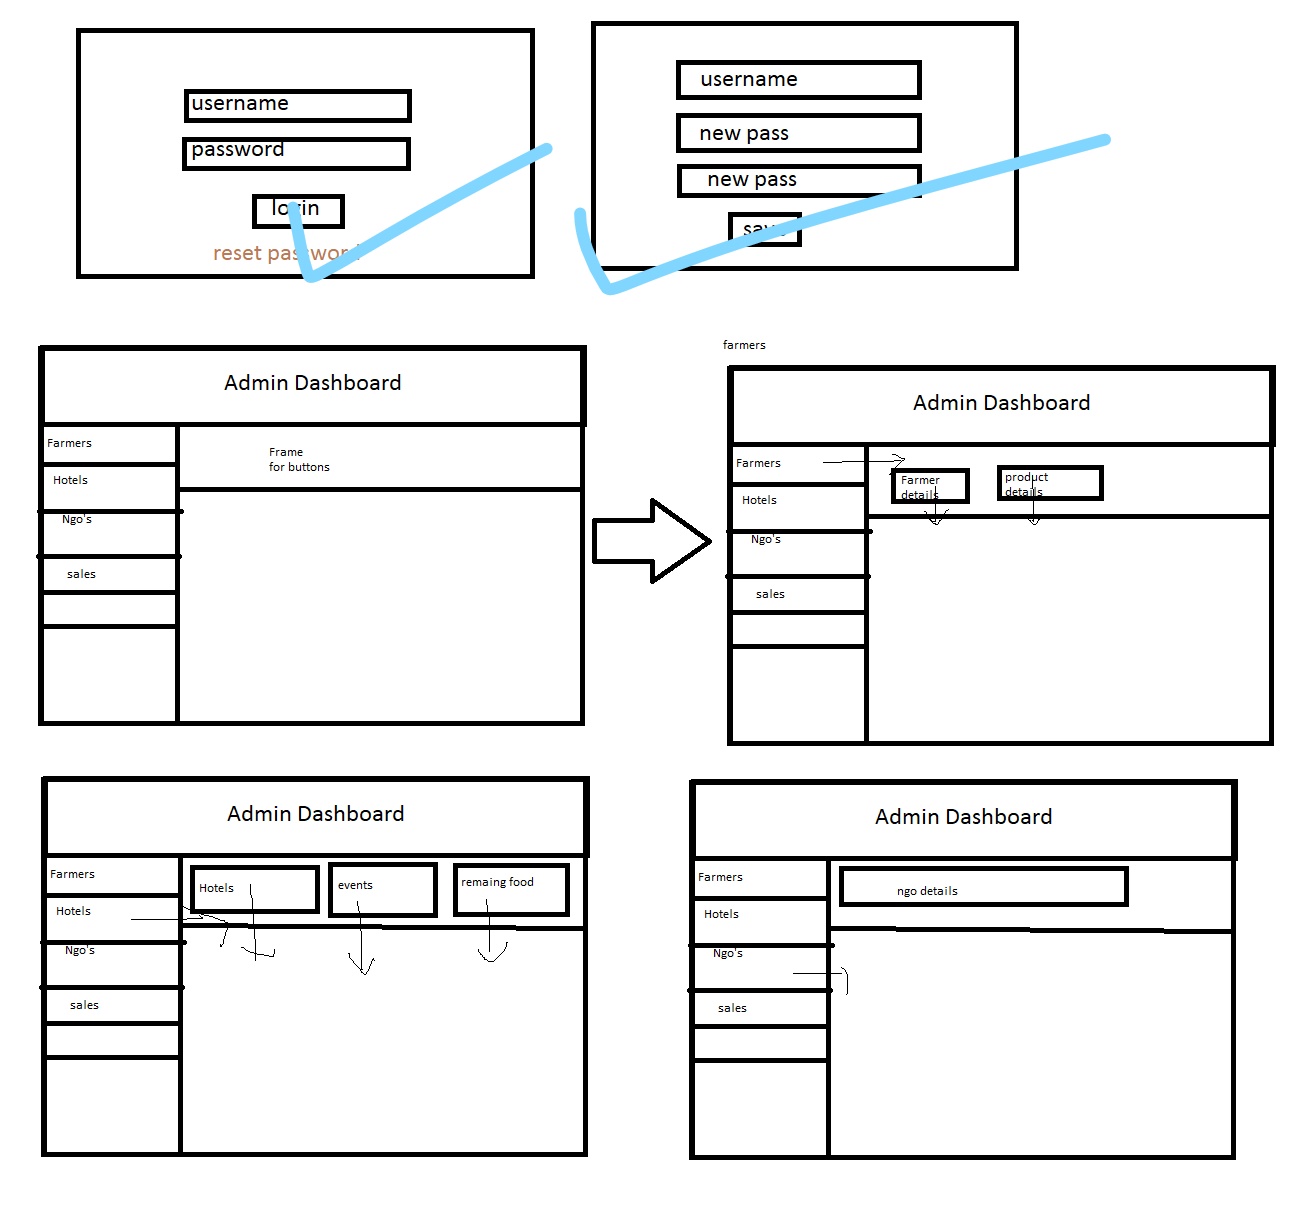 username
password
login
reset password
username
new pass
new pass
save
Admin Dashboard
Farmers
Hotels
Ngo's
sales
Frame
for buttons
farmers
Admin Dashboard
Farmers
Hotels
Ngo's
sales
Farmer
details
product
details
Admin Dashboard
Farmers
Hotels
Ngo's
sales
Hotels
events
remaing food
Admin Dashboard
Farmers
Hotels
Ngo's
sales
ngo details